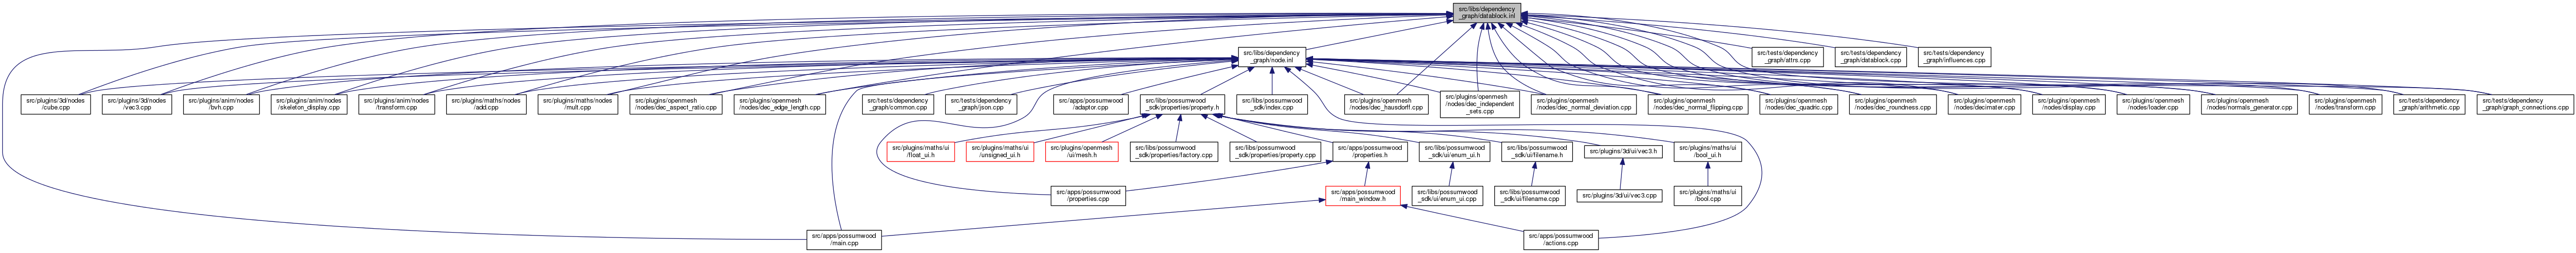 src/libs/dependency
_graph/datablock.inl
src/libs/dependency
_graph/node.inl
src/tests/dependency
_graph/attrs.cpp
src/tests/dependency
_graph/datablock.cpp
src/tests/dependency
_graph/influences.cpp
src/plugins/3d/nodes
/cube.cpp
src/plugins/3d/nodes
/vec3.cpp
src/plugins/anim/nodes
/bvh.cpp
src/plugins/anim/nodes
/skeleton_display.cpp
src/plugins/anim/nodes
/transform.cpp
src/plugins/maths/nodes
/add.cpp
src/plugins/maths/nodes
/mult.cpp
src/plugins/openmesh
/nodes/dec_aspect_ratio.cpp
src/plugins/openmesh
/nodes/dec_edge_length.cpp
src/tests/dependency
_graph/common.cpp
src/tests/dependency
_graph/json.cpp
src/apps/possumwood
/adaptor.cpp
src/libs/possumwood
_sdk/properties/property.h
src/libs/possumwood
_sdk/index.cpp
src/plugins/openmesh
/nodes/dec_hausdorff.cpp
src/plugins/openmesh
/nodes/dec_independent
_sets.cpp
src/plugins/openmesh
/nodes/dec_normal_deviation.cpp
src/plugins/openmesh
/nodes/dec_normal_flipping.cpp
src/plugins/openmesh
/nodes/dec_quadric.cpp
src/plugins/openmesh
/nodes/dec_roundness.cpp
src/plugins/openmesh
/nodes/decimater.cpp
src/plugins/openmesh
/nodes/display.cpp
src/plugins/openmesh
/nodes/loader.cpp
src/plugins/openmesh
/nodes/normals_generator.cpp
src/plugins/openmesh
/nodes/transform.cpp
src/tests/dependency
_graph/arithmetic.cpp
src/tests/dependency
_graph/graph_connections.cpp
src/plugins/maths/ui
/float_ui.h
src/plugins/maths/ui
/unsigned_ui.h
src/plugins/openmesh
/ui/mesh.h
src/libs/possumwood
_sdk/properties/factory.cpp
src/libs/possumwood
_sdk/properties/property.cpp
src/apps/possumwood
/properties.h
src/libs/possumwood
_sdk/ui/enum_ui.h
src/libs/possumwood
_sdk/ui/filename.h
src/plugins/3d/ui/vec3.h
src/plugins/maths/ui
/bool_ui.h
src/apps/possumwood
/properties.cpp
src/apps/possumwood
/main_window.h
src/libs/possumwood
_sdk/ui/enum_ui.cpp
src/libs/possumwood
_sdk/ui/filename.cpp
src/plugins/3d/ui/vec3.cpp
src/plugins/maths/ui
/bool.cpp
src/apps/possumwood
/main.cpp
src/apps/possumwood
/actions.cpp